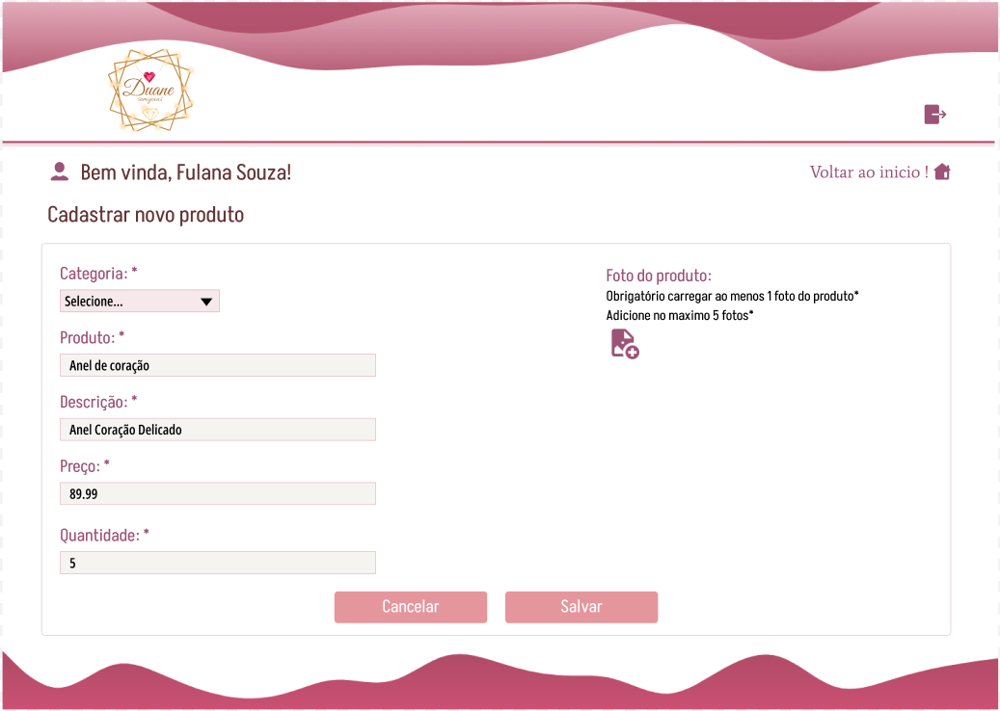 Duane
semijoias
Bem vinda, Fulana Souza!
Voltar ao inicio !
Cadastrar novo produto
Categoria: *
Selecione...
Produto: *
Anel de coração
Descrição: *
Anel Coração Delicado
Preço: *
89.99
Quantidade: *
5
Foto do produto:
Obrigatório carregar ao menos 1 foto do produto*
Adicione no maximo 5 fotos*
Cancelar
Salvar